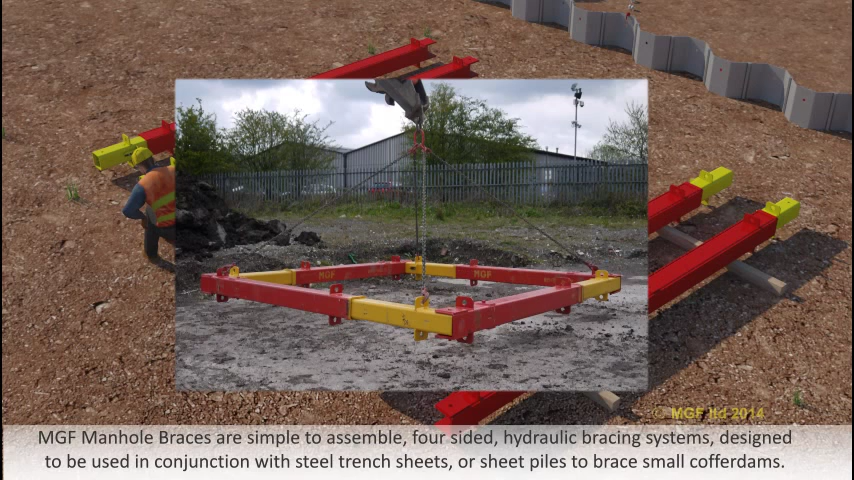 MGF
MGF
© MGF ltd 2014
MGF Manhole Braces are simple to assemble, four sided, hydraulic bracing systems, designed
to be used in conjunction with steel trench sheets, or sheet piles to brace small cofferdams.